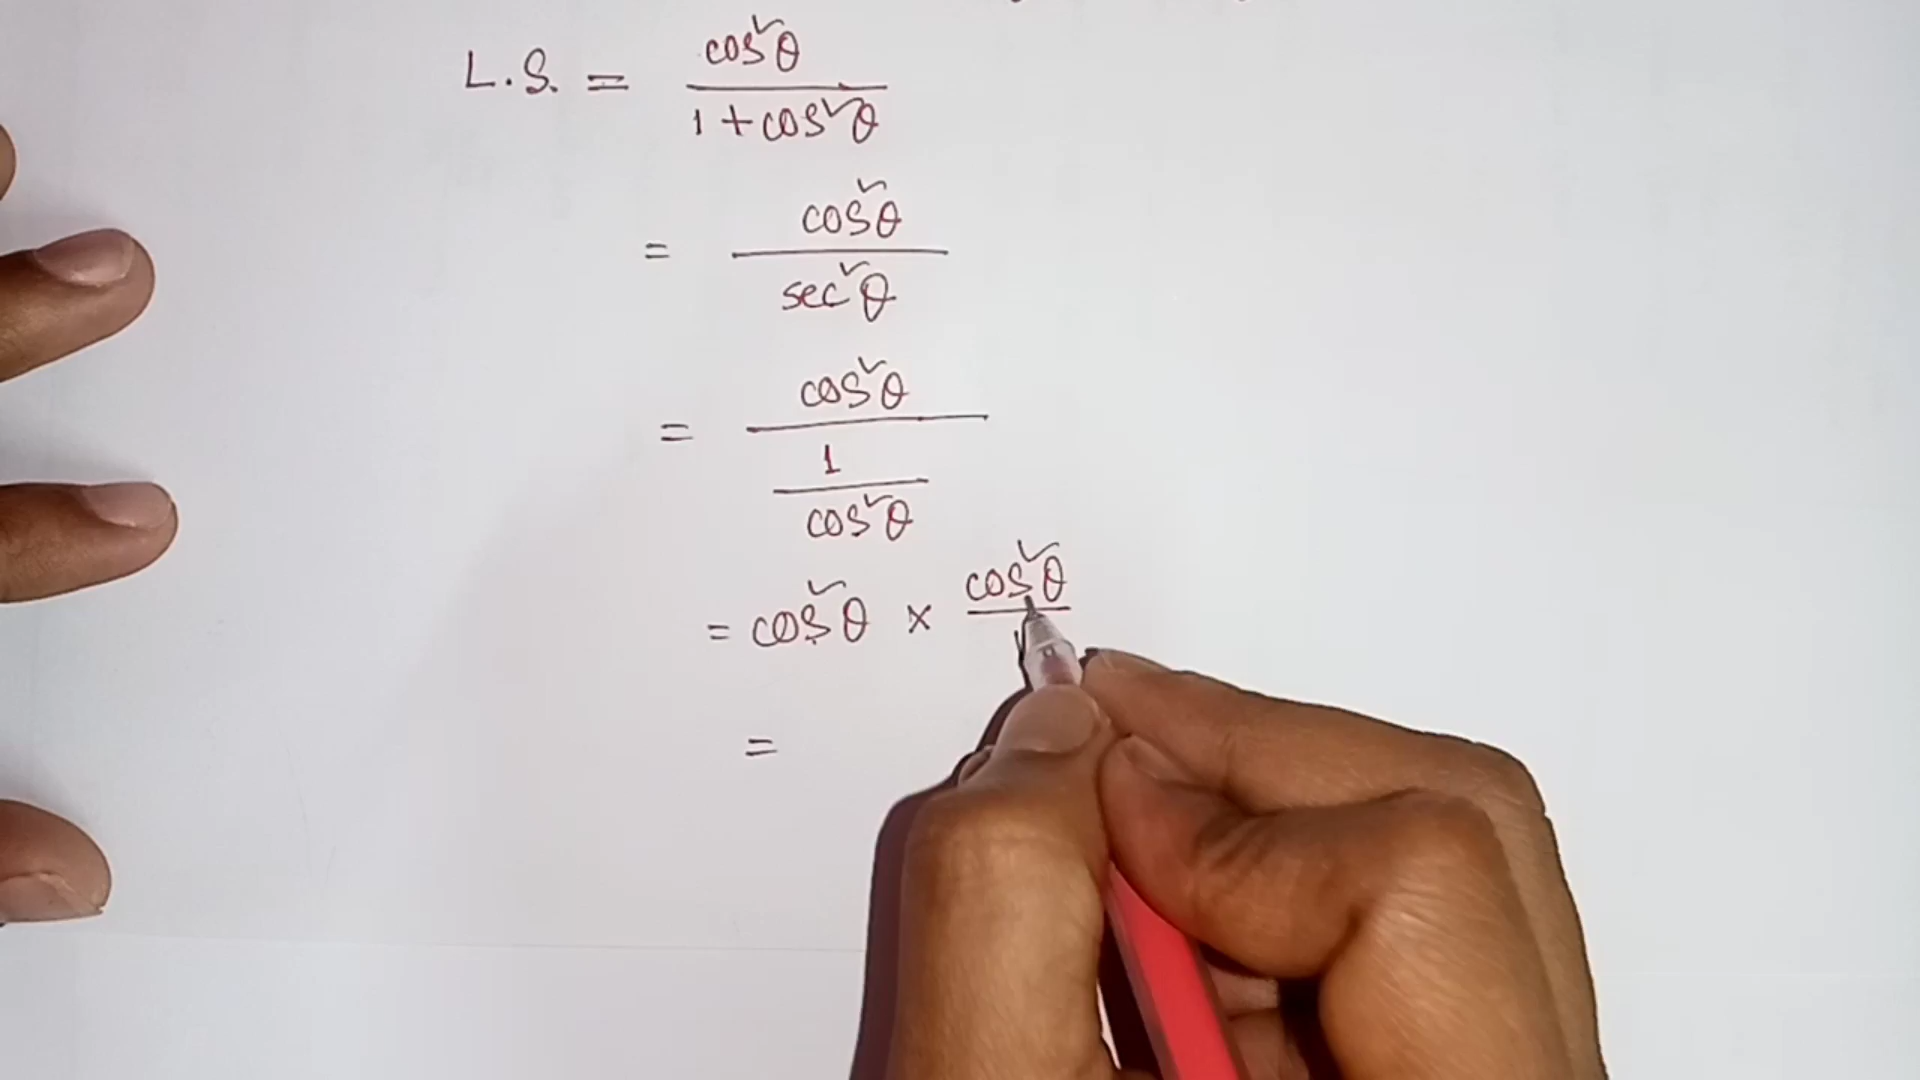 L.S. = cos²θ / 1 + cos²θ
= cos²θ / sec²θ
= cos²θ / 1 / cos²θ
= cos²θ × cos²θ /
=